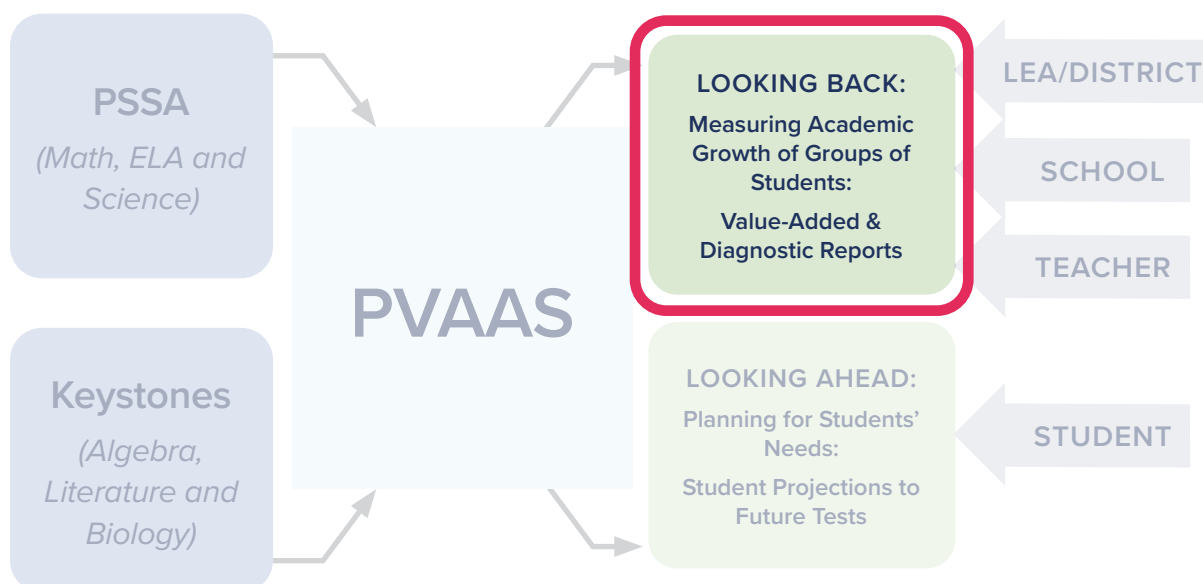 PSSA
(Math, ELA and
Science)
Keystones
(Algebra,
Literature and
Biology)
PVAAS
LOOKING BACK:
Measuring Academic
Growth of Groups of
Students:
Value-Added &
Diagnostic Reports
LOOKING AHEAD:
Planning for Students’
Needs:
Student Projections to
Future Tests
LEA/DISTRICT
SCHOOL
TEACHER
STUDENT